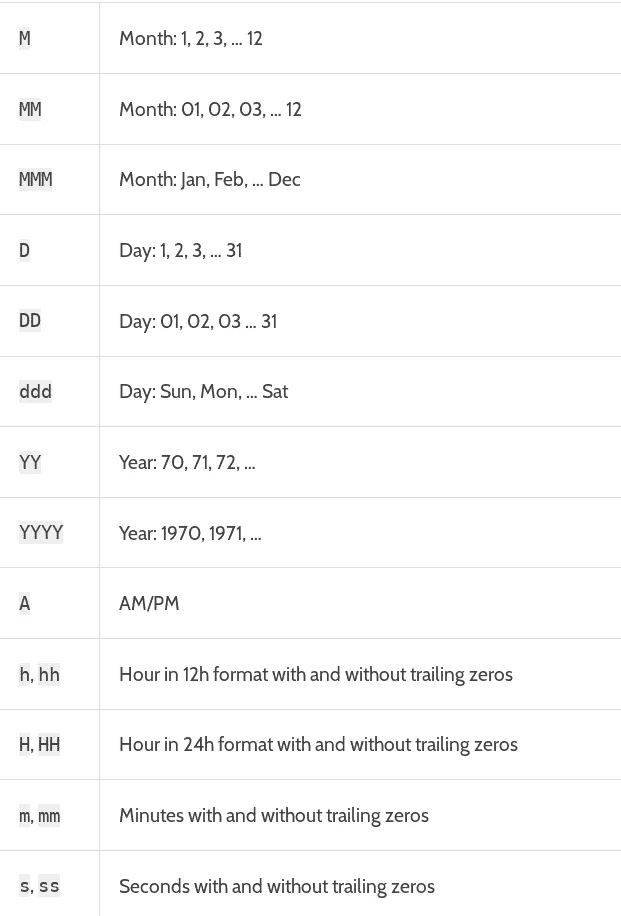 M Month: 1, 2, 3, ... 12
MM Month: 01, 02, 03, ... 12
MMM Month: Jan, Feb, ... Dec
D Day: 1, 2, 3, ... 31
DD Day: 01, 02, 03 ... 31
ddd Day: Sun, Mon, ... Sat
YY Year: 70, 71, 72, ...
YYYY Year: 1970, 1971, ...
A AM/PM
h, hh Hour in 12h format with and without trailing zeros
H, HH Hour in 24h format with and without trailing zeros
m, mm Minutes with and without trailing zeros
s, ss Seconds with and without trailing zeros